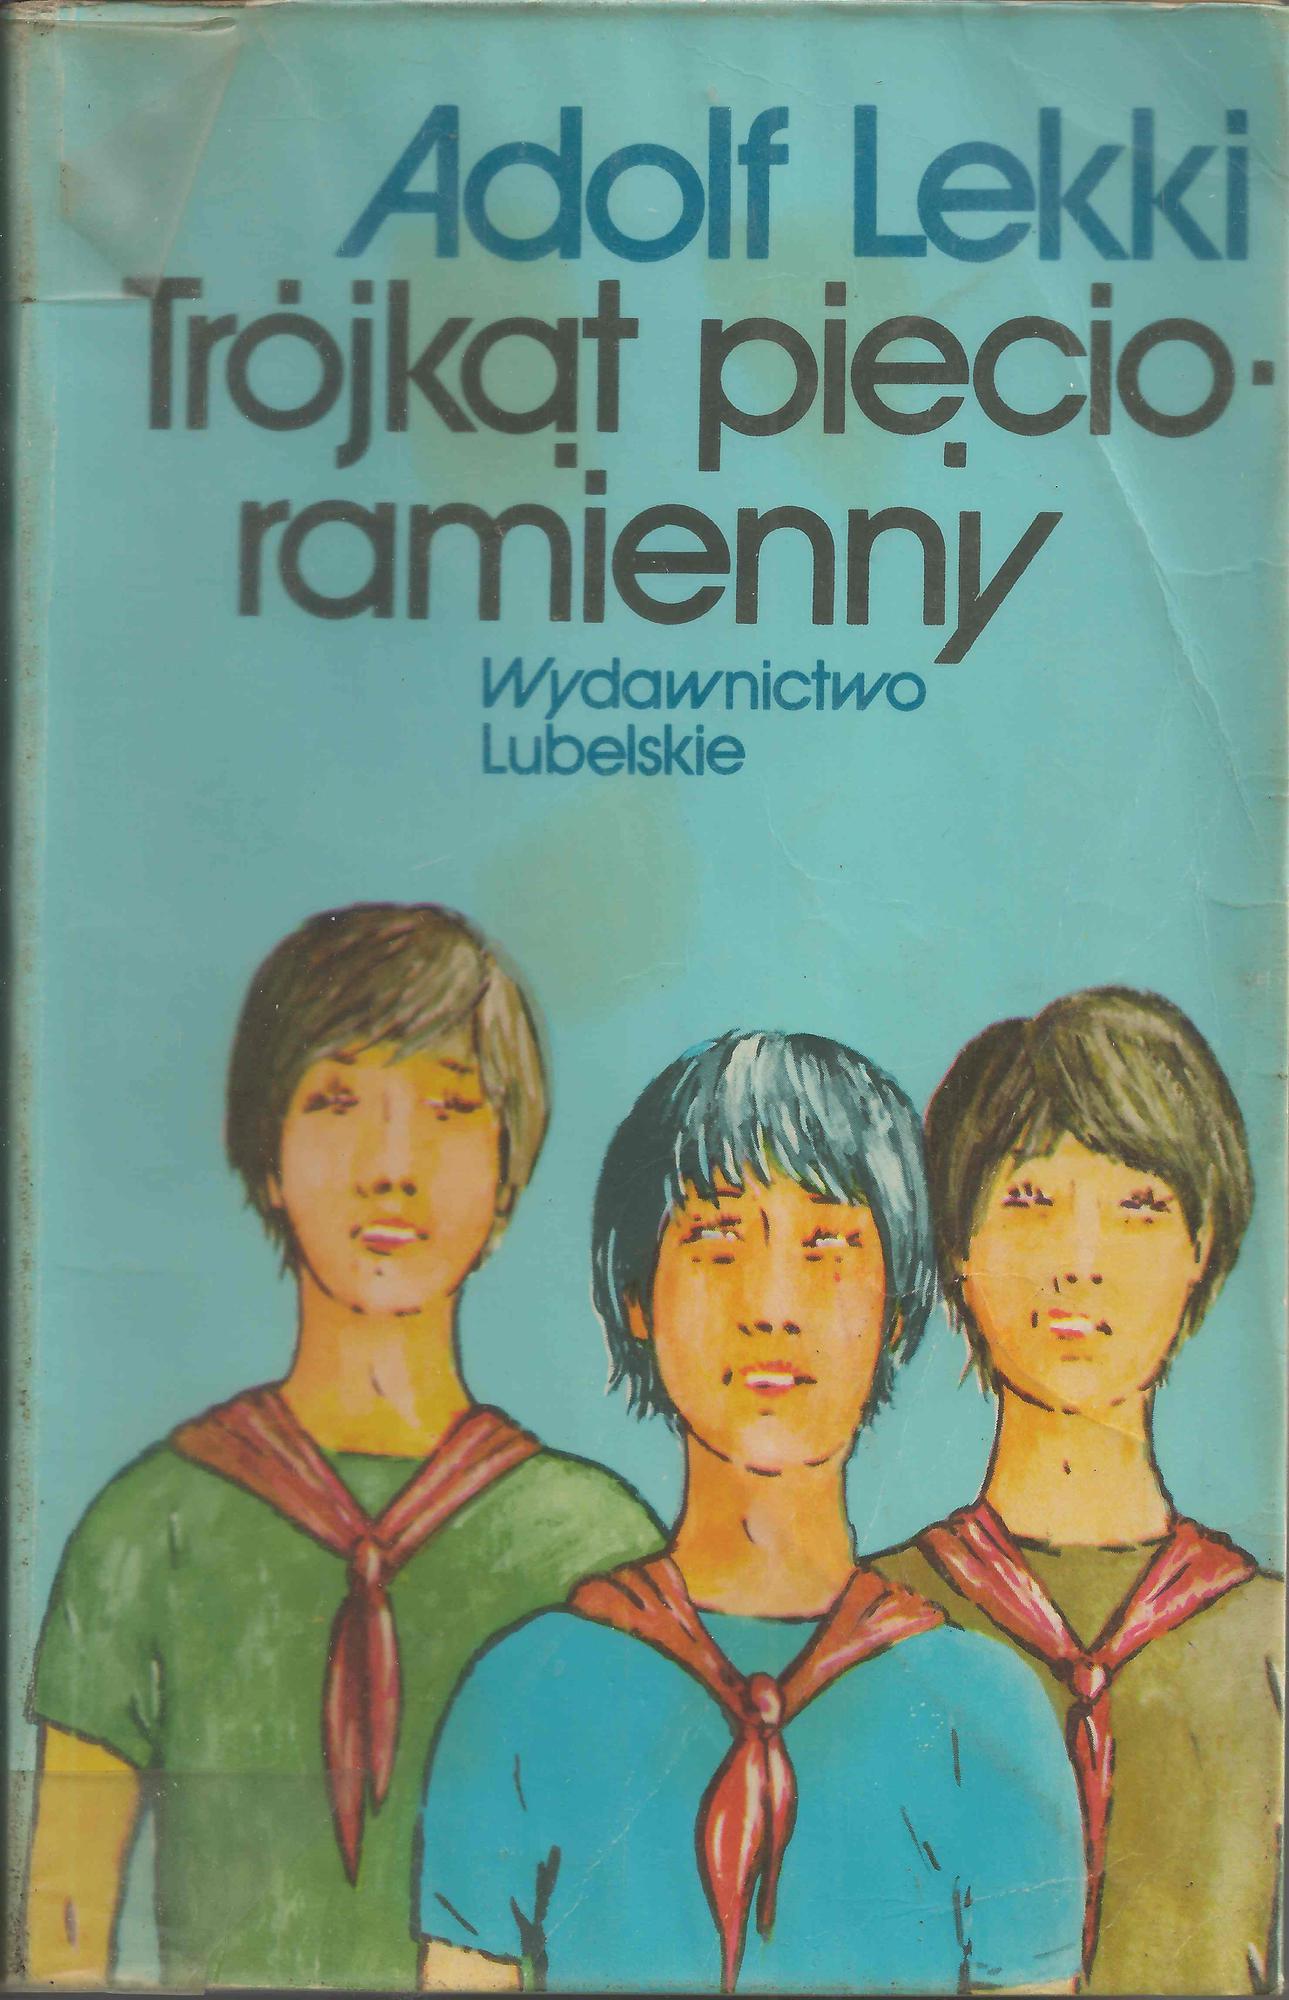 Adolf Lekki
Trójkąt pięcio-
ramienny
Wydawnictwo
Lubelskie